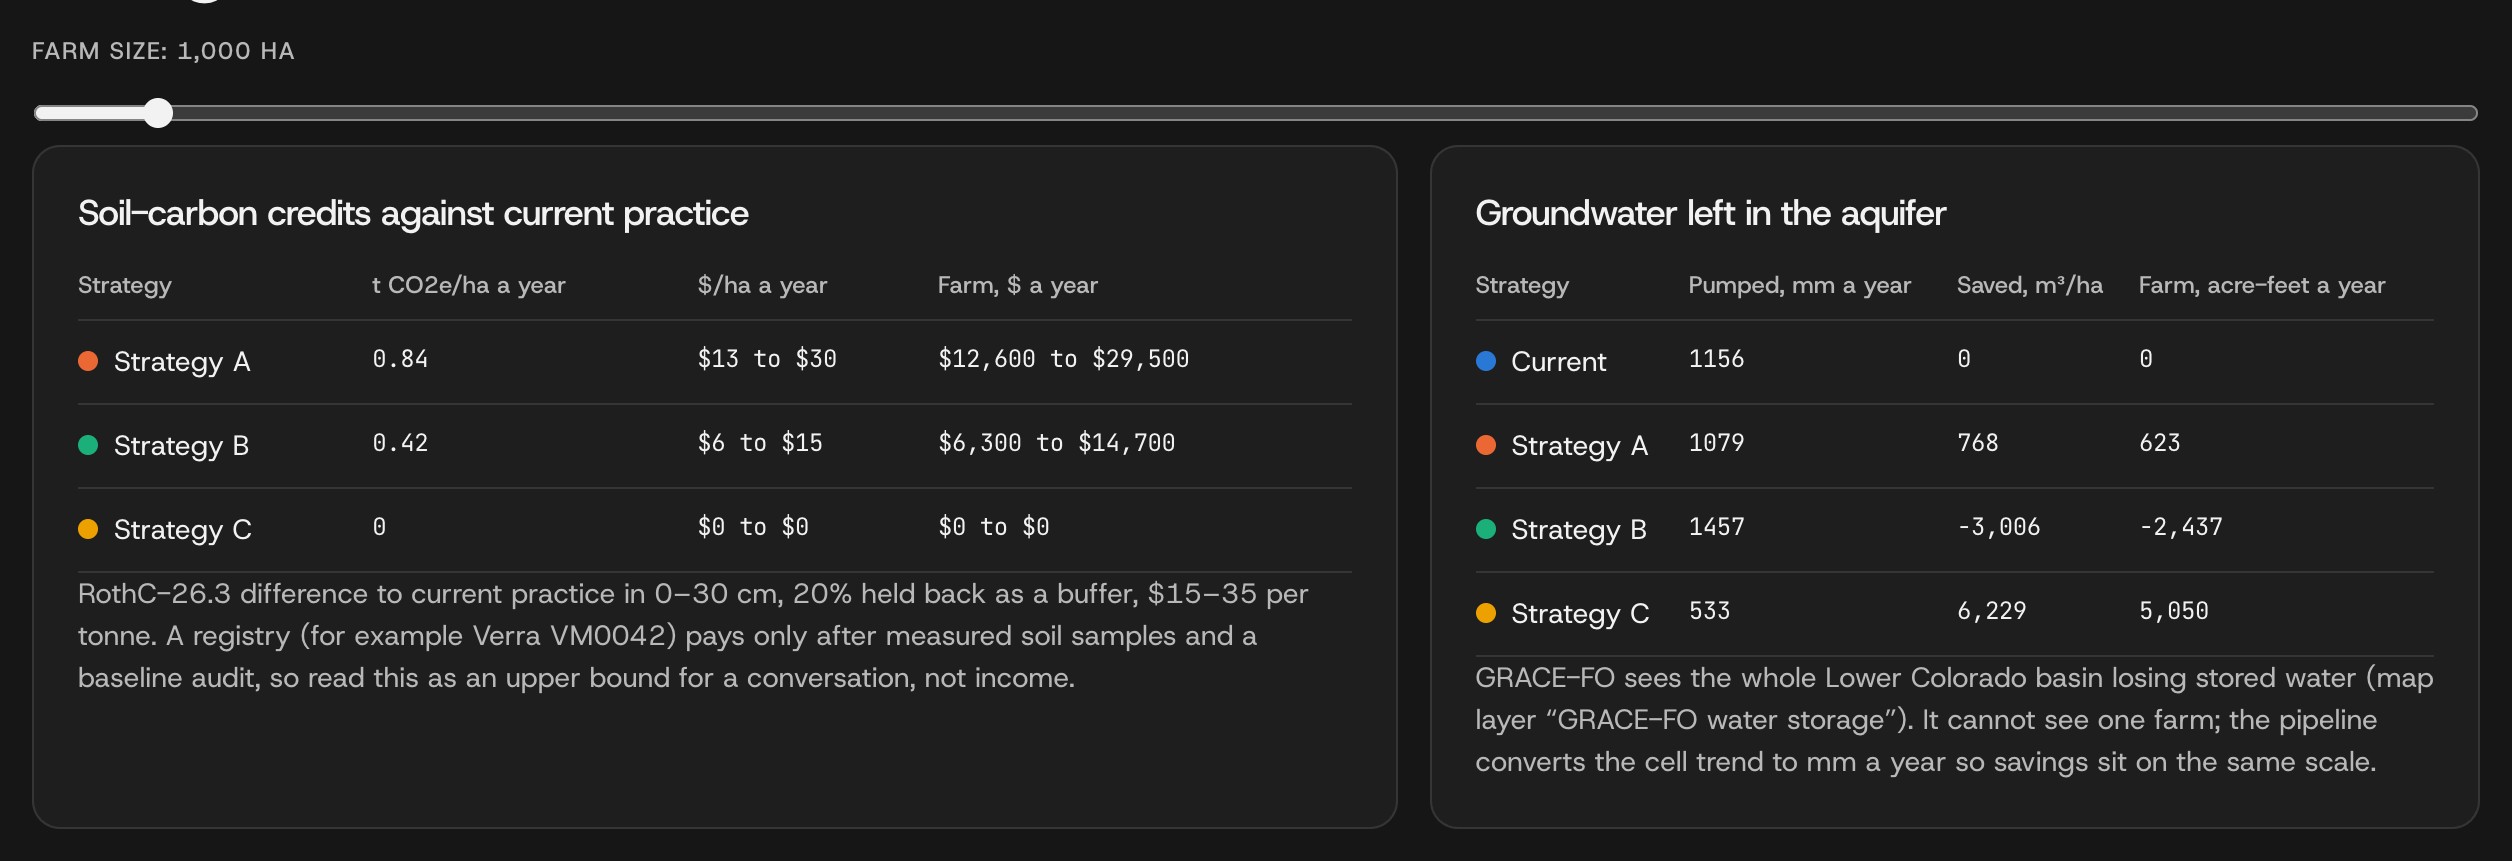 FARM SIZE: 1,000 HA
Soil-carbon credits against current practice
Strategy t CO2e/ha a year $/ha a year Farm, $ a year
Strategy A 0.84 $13 to $30 $12,600 to $29,500
Strategy B 0.42 $6 to $15 $6,300 to $14,700
Strategy C 0 $0 to $0 $0 to $0
RothC-26.3 difference to current practice in 0–30 cm, 20% held back as a buffer, $15–35 per
tonne. A registry (for example Verra VM0042) pays only after measured soil samples and a
baseline audit, so read this as an upper bound for a conversation, not income.
Groundwater left in the aquifer
Strategy Pumped, mm a year Saved, m³/ha Farm, acre-feet a year
Current 1156 0 0
Strategy A 1079 768 623
Strategy B 1457 -3,006 -2,437
Strategy C 533 6,229 5,050
GRACE-FO sees the whole Lower Colorado basin losing stored water (map
layer “GRACE-FO water storage”). It cannot see one farm; the pipeline
converts the cell trend to mm a year so savings sit on the same scale.